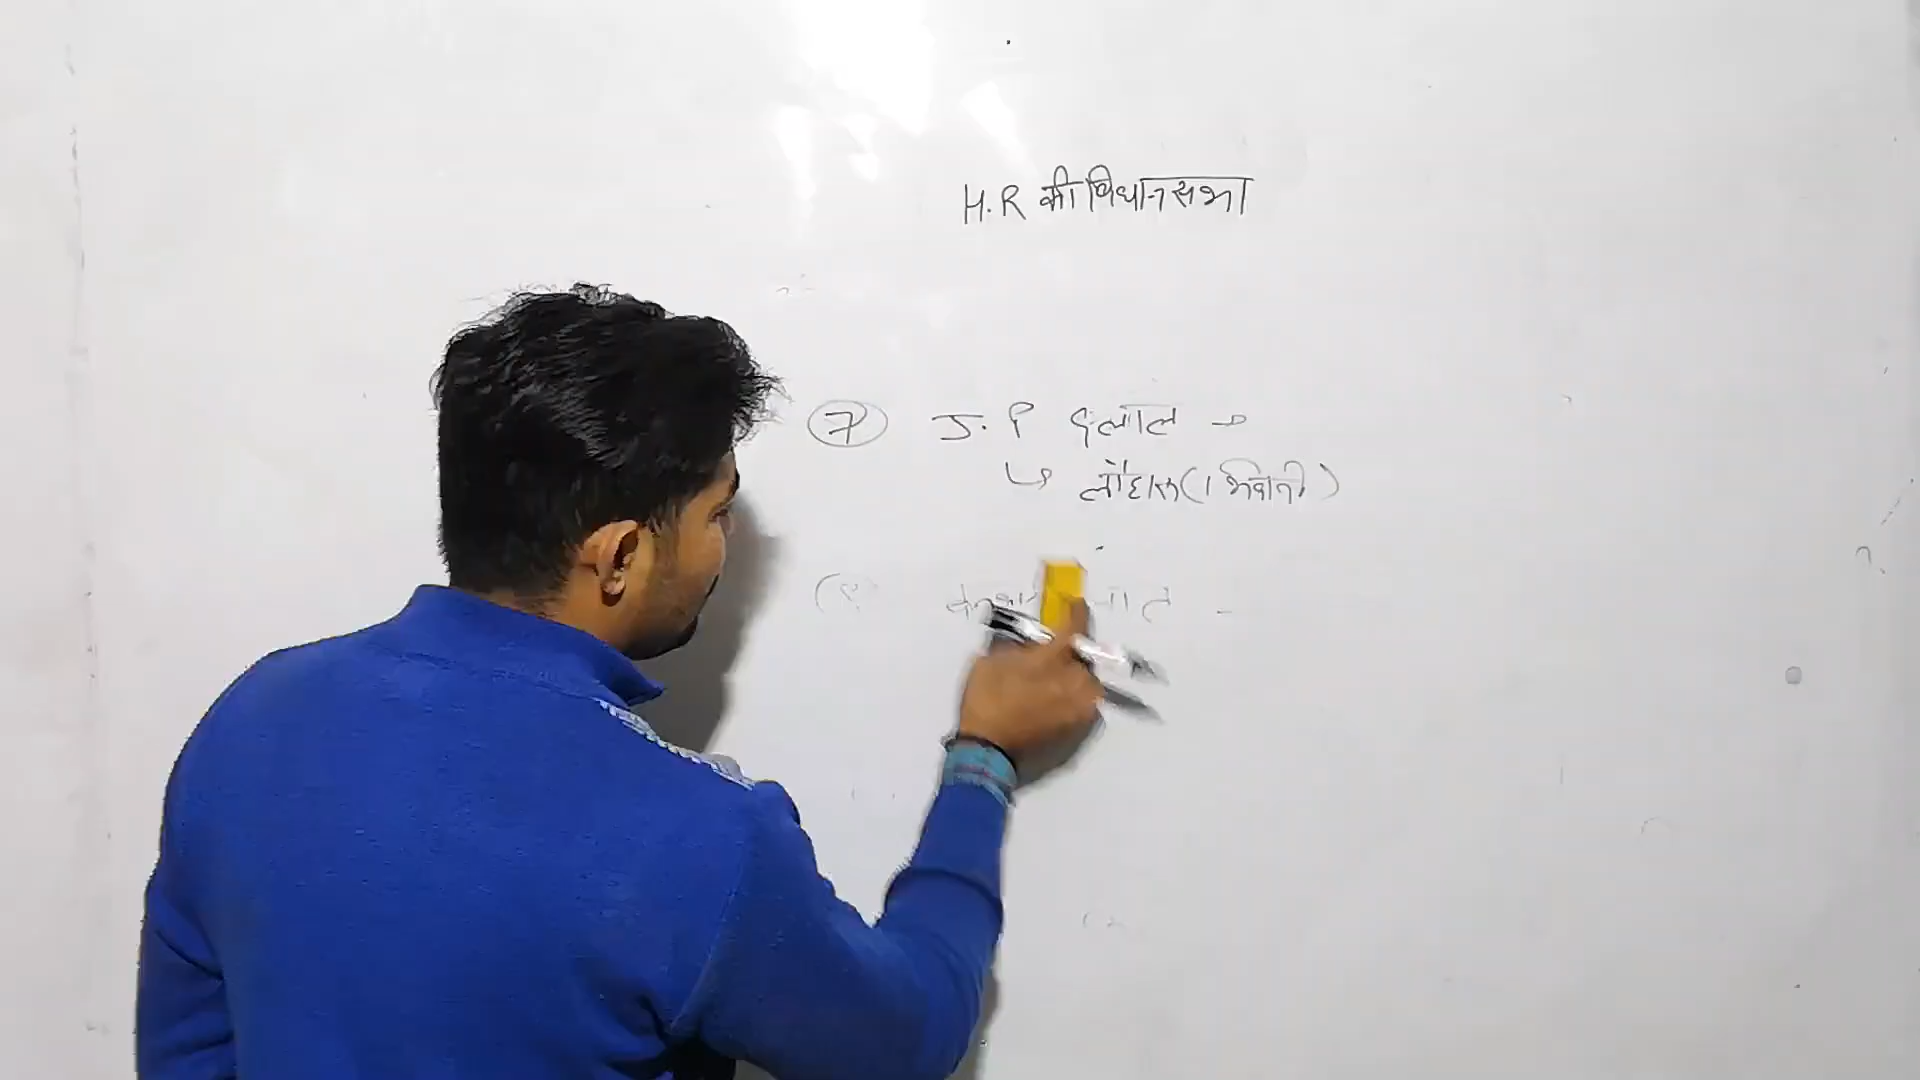 H.R की विधानसभा
7 J.P दलाल →
↳ लौहारू (भिवानी)